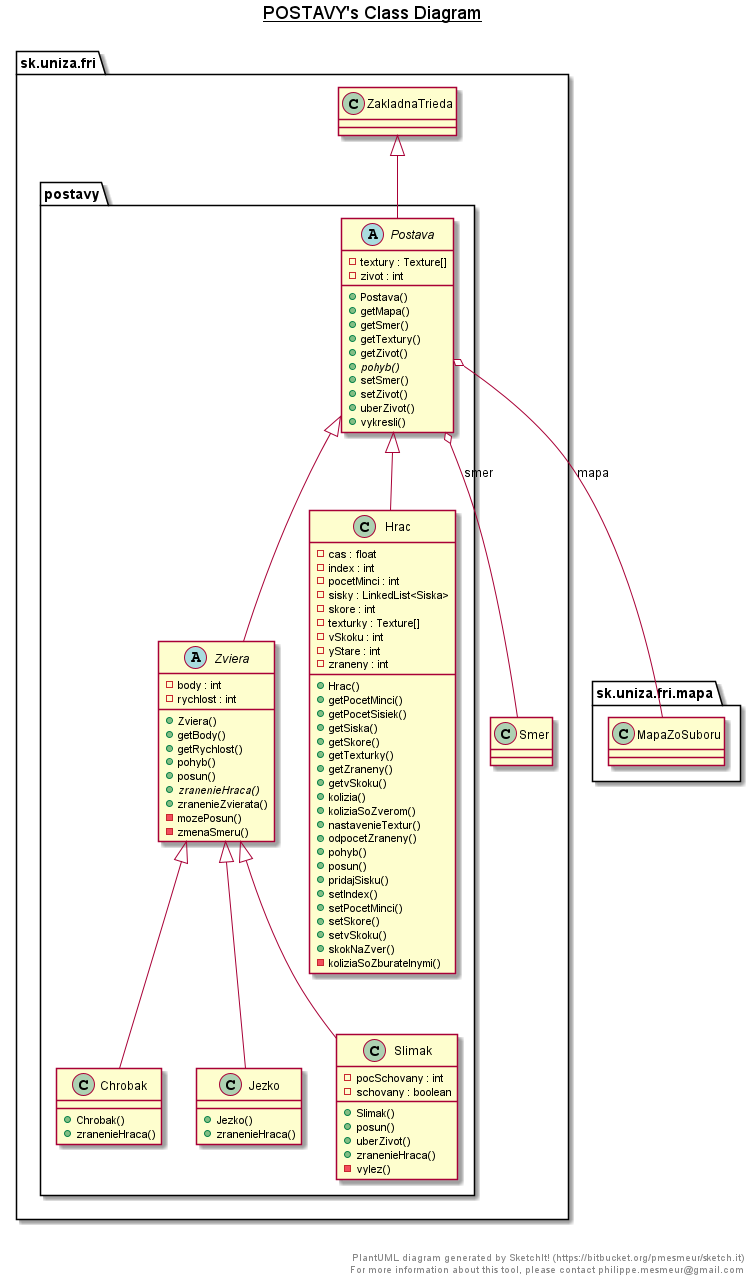 POSTAVY's Class Diagram
sk.uniza.fri
C ZakladnaTrieda
postavy
A Postava
textury : Texture[]
zivot : int
Postava()
getMapa()
getSmer()
getTextury()
getZivot()
pohyb()
setSmer()
setZivot()
uberZivot()
vykresli()
smer
mapa
C Hrac
cas : float
index : int
pocetMinci : int
sisky : LinkedList<Siska>
skore : int
texturky : Texture[]
vSkoku : int
yStare : int
zraneny : int
Hrac()
getPocetMinci()
getPocetSisiek()
getSiska()
getSkore()
getTexturky()
getZraneny()
getvSkoku()
kolizia()
koliziaSoZverom()
nastavenieTextur()
odpocetZraneny()
pohyb()
posun()
pridajSisku()
setIndex()
setPocetMinci()
setSkore()
setvSkoku()
skokNaZver()
koliziaSoZburatelnymi()
A Zviera
body : int
rychlost : int
Zviera()
getBody()
getRychlost()
pohyb()
posun()
zranenieHraca()
zranenieZvierata()
mozePosun()
zmenaSmeru()
C Smer
sk.uniza.fri.mapa
C MapaZoSuboru
C Chrobak
Chrobak()
zranenieHraca()
C Jezko
Jezko()
zranenieHraca()
C Slimak
pocSchovany : int
schovany : boolean
Slimak()
posun()
uberZivot()
zranenieHraca()
vylez()
PlantUML diagram generated by SketchIt! (https://bitbucket.org/pmesmeur/sketch.it)
For more information about this tool, please contact philippe.mesmeur@gmail.com